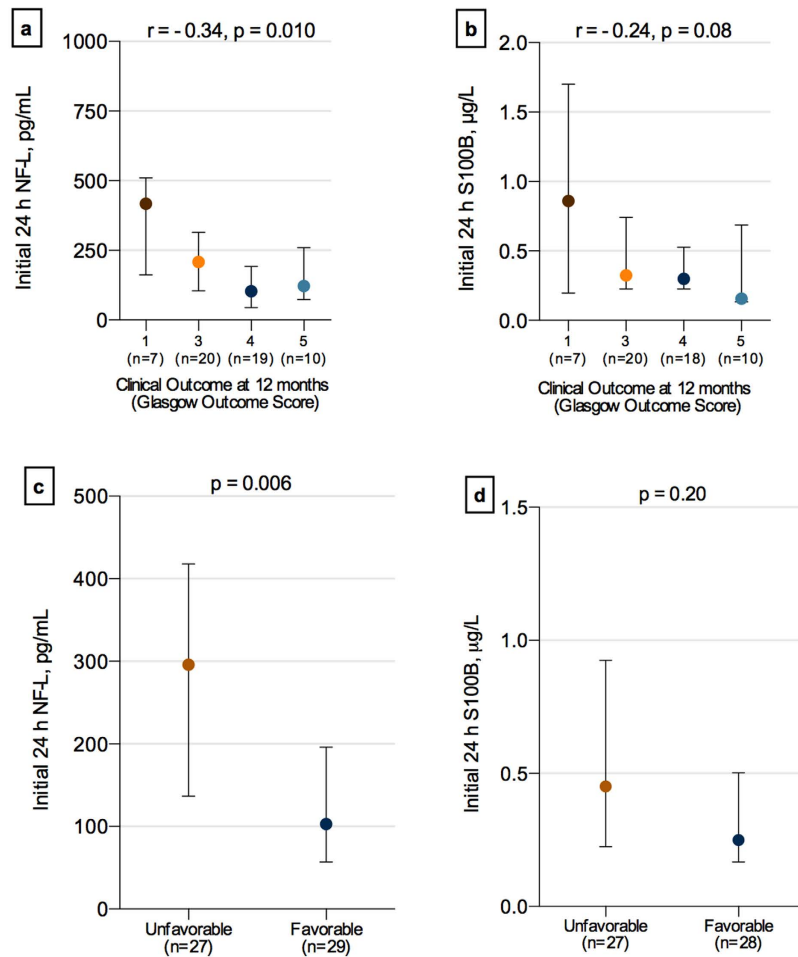 a
r = - 0.34, p = 0.010
Initial 24 h NF-L, pg/mL
1000
750
500
250
0
1 3 4 5
(n=7) (n=20) (n=19) (n=10)
Clinical Outcome at 12 months
(Glasgow Outcome Score)
b
r = - 0.24, p = 0.08
Initial 24 h S100B, µg/L
2.0
1.5
1.0
0.5
0.0
1 3 4 5
(n=7) (n=20) (n=18) (n=10)
Clinical Outcome at 12 months
(Glasgow Outcome Score)
c
p = 0.006
Initial 24 h NF-L, pg/mL
500
400
300
200
100
0
Unfavorable Favorable
(n=27) (n=29)
d
p = 0.20
Initial 24 h S100B, µg/L
1.5
1.0
0.5
0.0
Unfavorable Favorable
(n=27) (n=28)